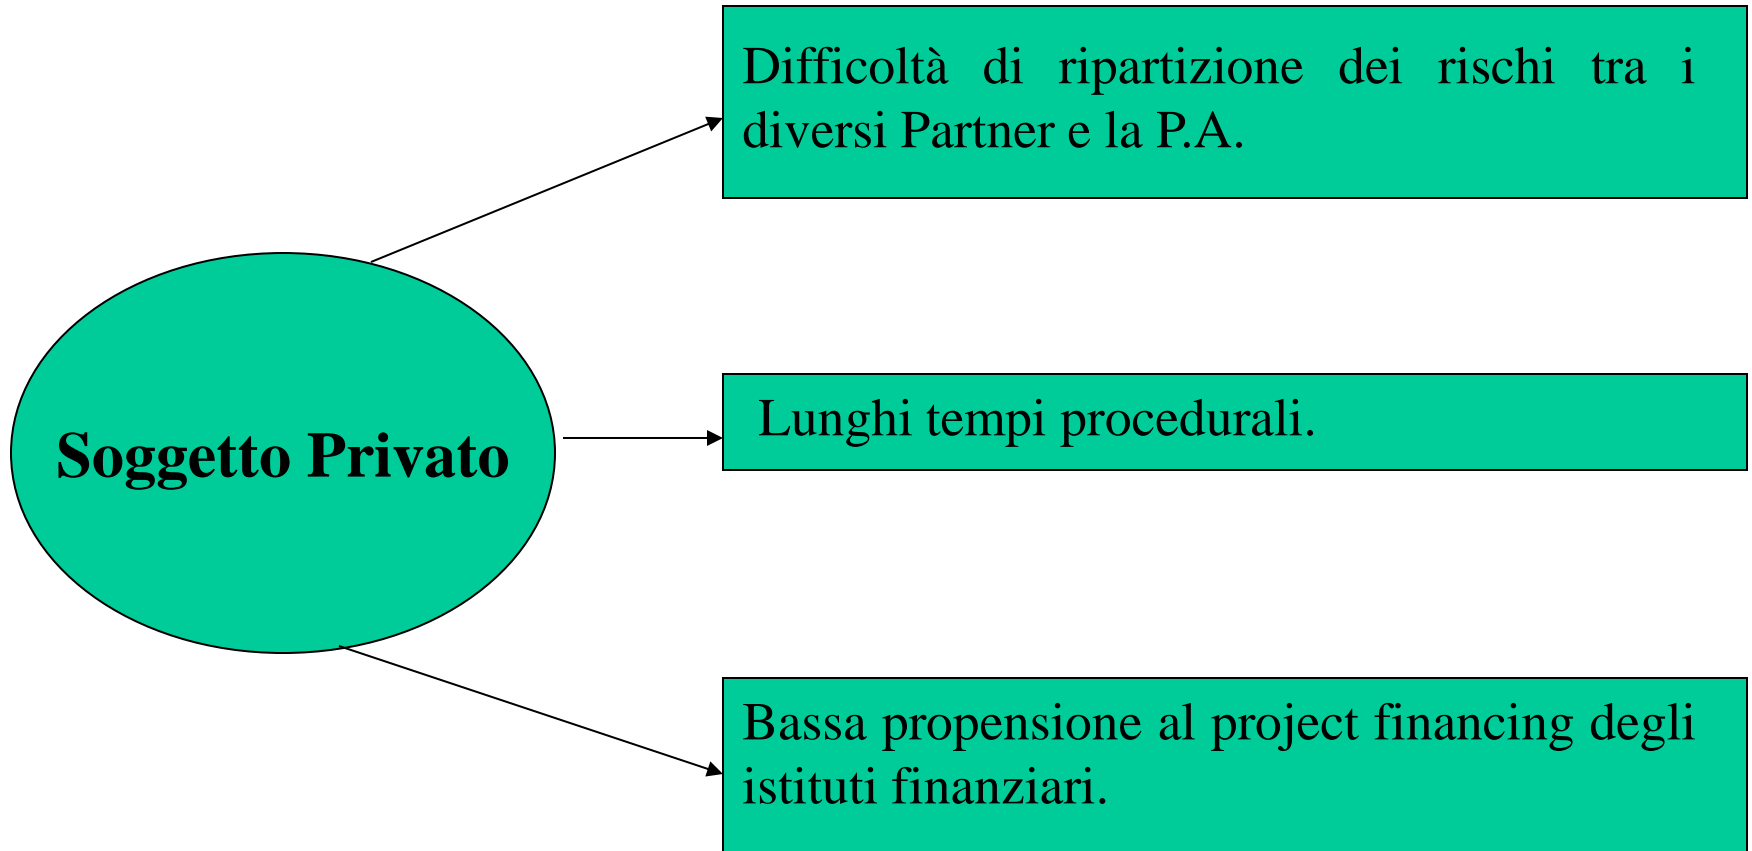 Difficoltà di ripartizione dei rischi tra i
diversi Partner e la P.A.
Soggetto Privato
Lunghi tempi procedurali.
Bassa propensione al project financing degli
istituti finanziari.